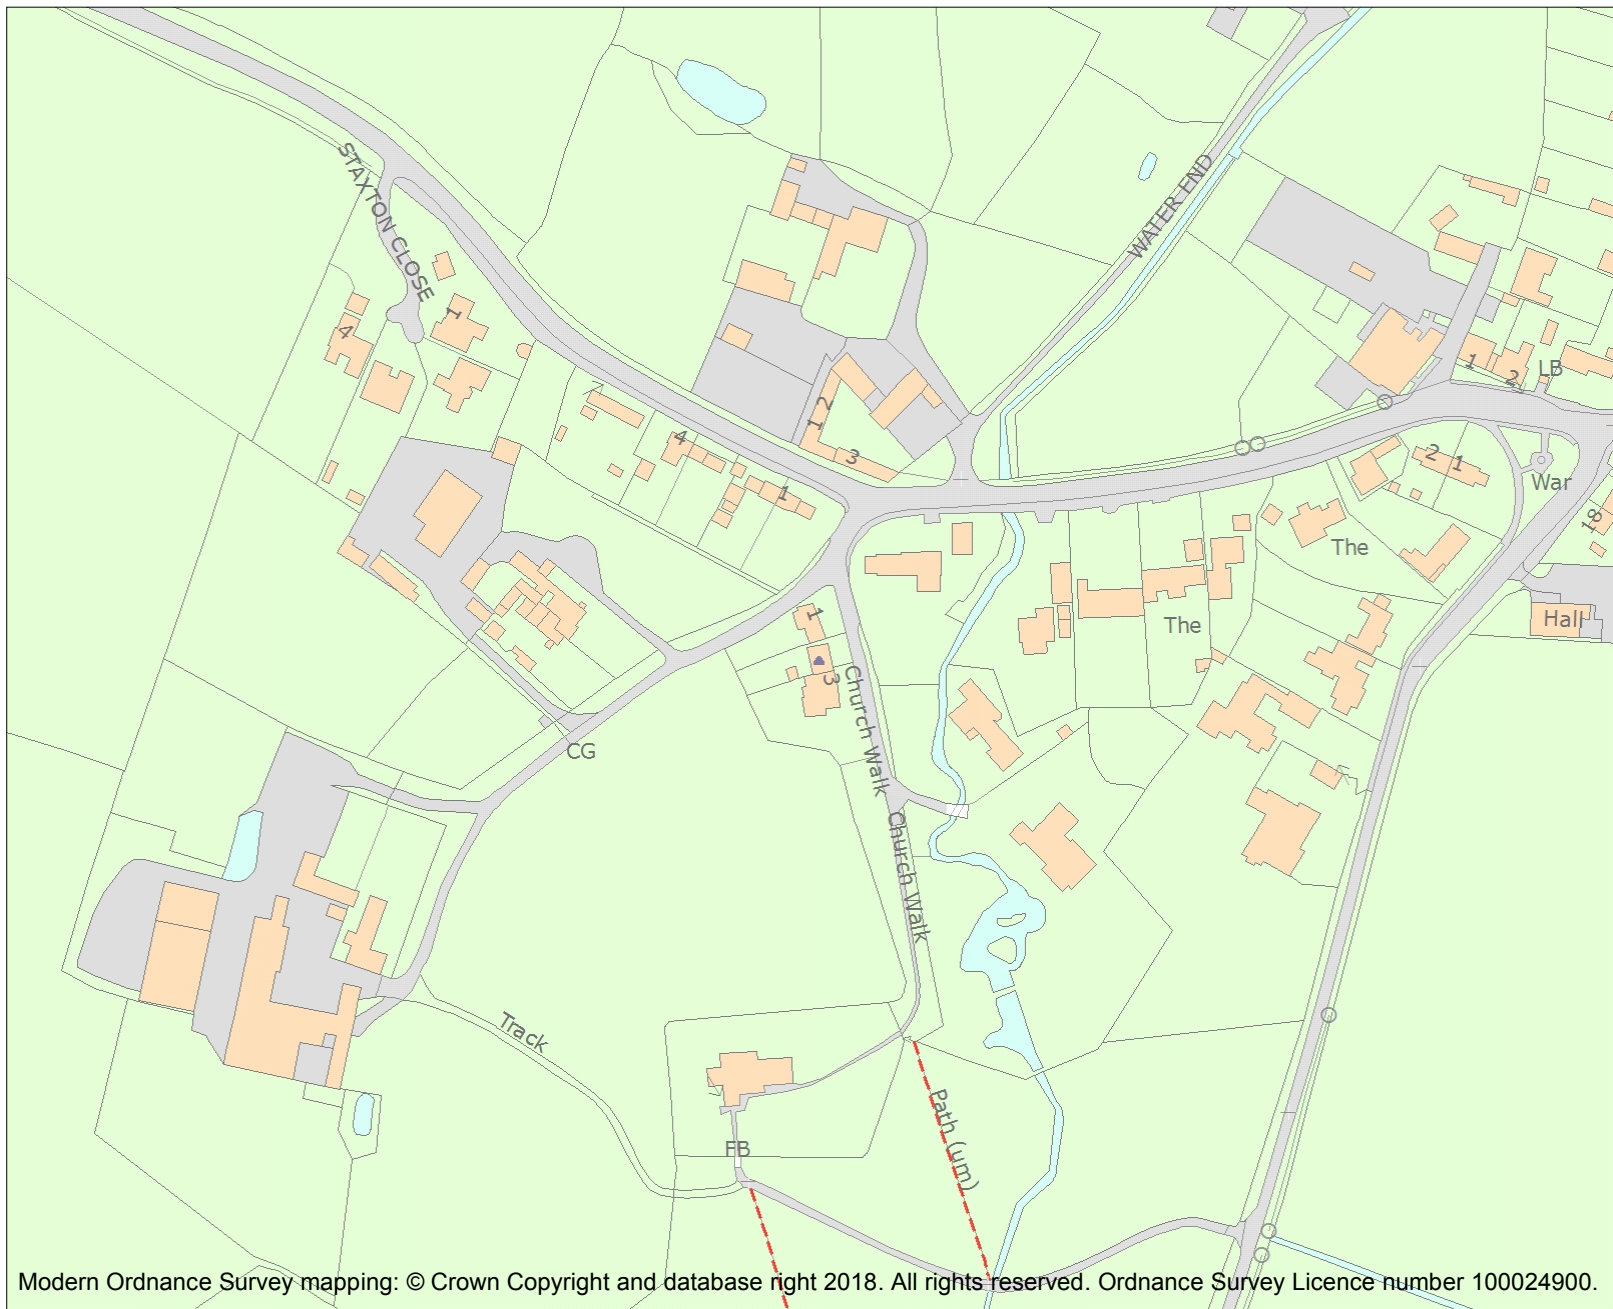 STAXTON CLOSE
WATER END
1
4
4
1
1 2
3
1
2
LB
2 1
War
18
The
Hall
The
1
3
Church Walk
CG
Church Walk
Track
Path (um)
FB
Modern Ordnance Survey mapping: © Crown Copyright and database right 2018. All rights reserved. Ordnance Survey Licence number 100024900.